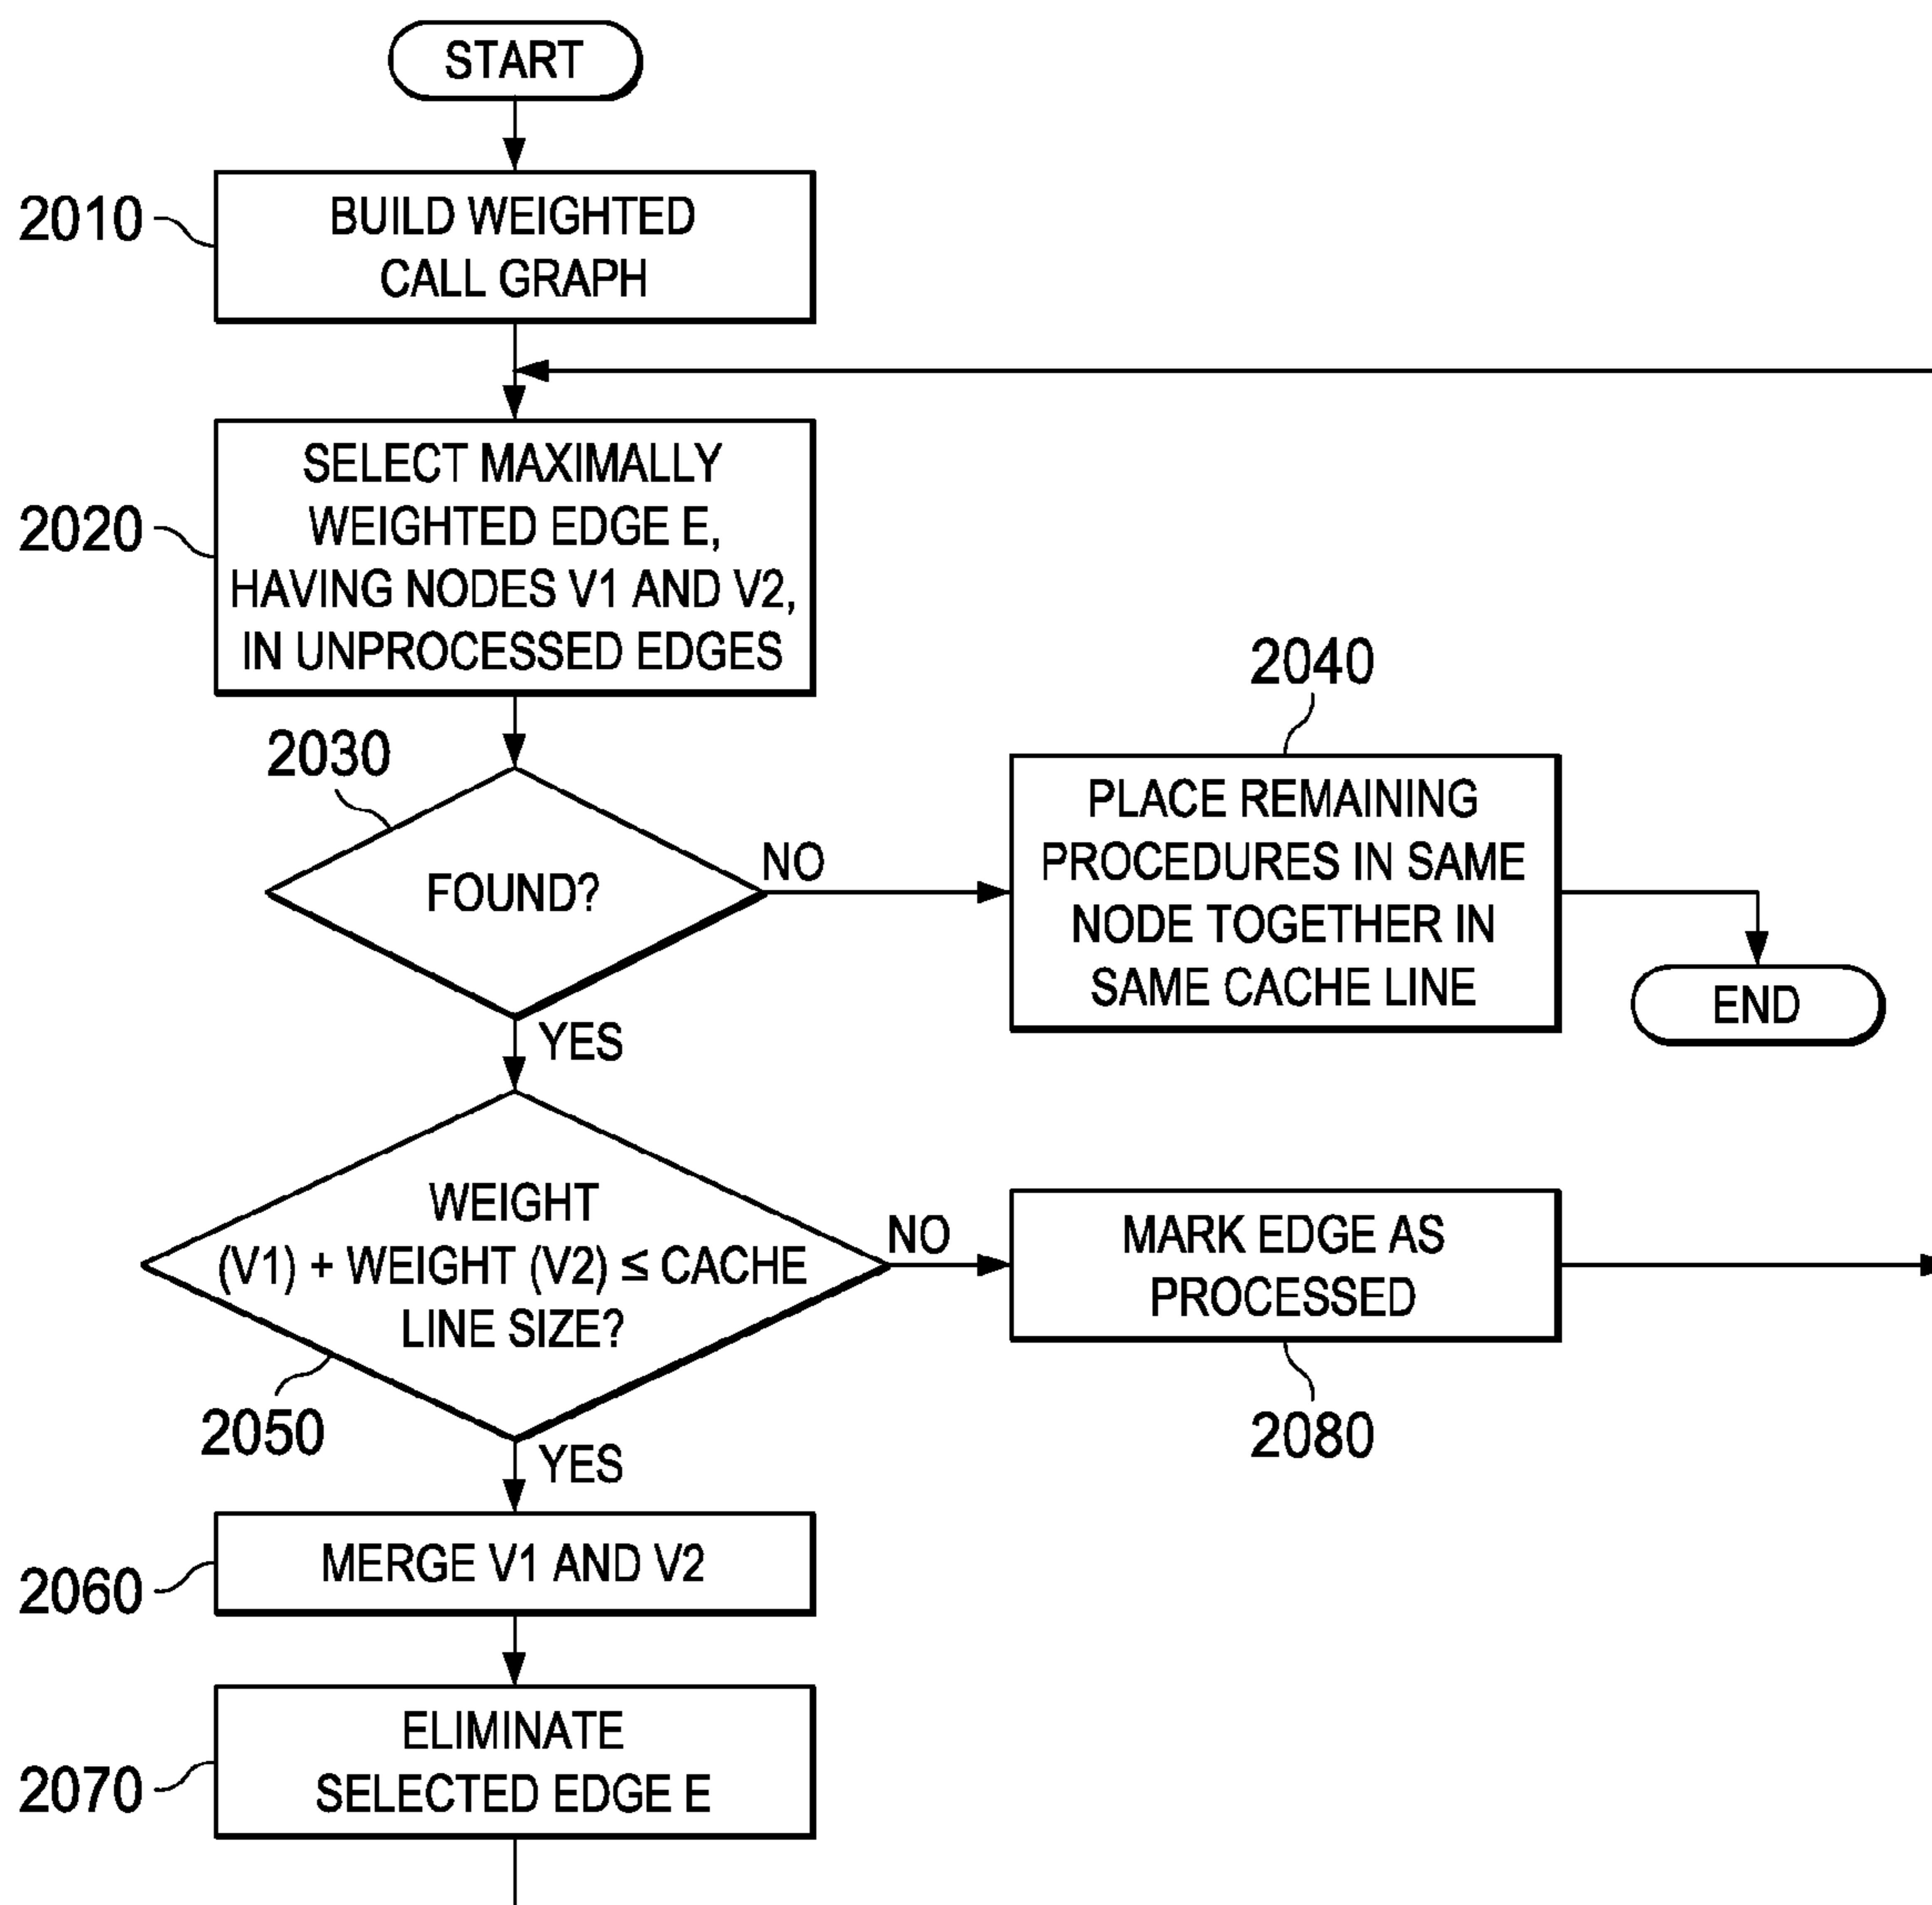 START
2010
BUILD WEIGHTED
CALL GRAPH
2020
SELECT MAXIMALLY
WEIGHTED EDGE E,
HAVING NODES V1 AND V2,
IN UNPROCESSED EDGES
2030
FOUND?
NO
YES
2040
PLACE REMAINING
PROCEDURES IN SAME
NODE TOGETHER IN
SAME CACHE LINE
END
WEIGHT
(V1) + WEIGHT (V2) ≤ CACHE
LINE SIZE?
2050
NO
YES
MARK EDGE AS
PROCESSED
2080
2060
MERGE V1 AND V2
2070
ELIMINATE
SELECTED EDGE E